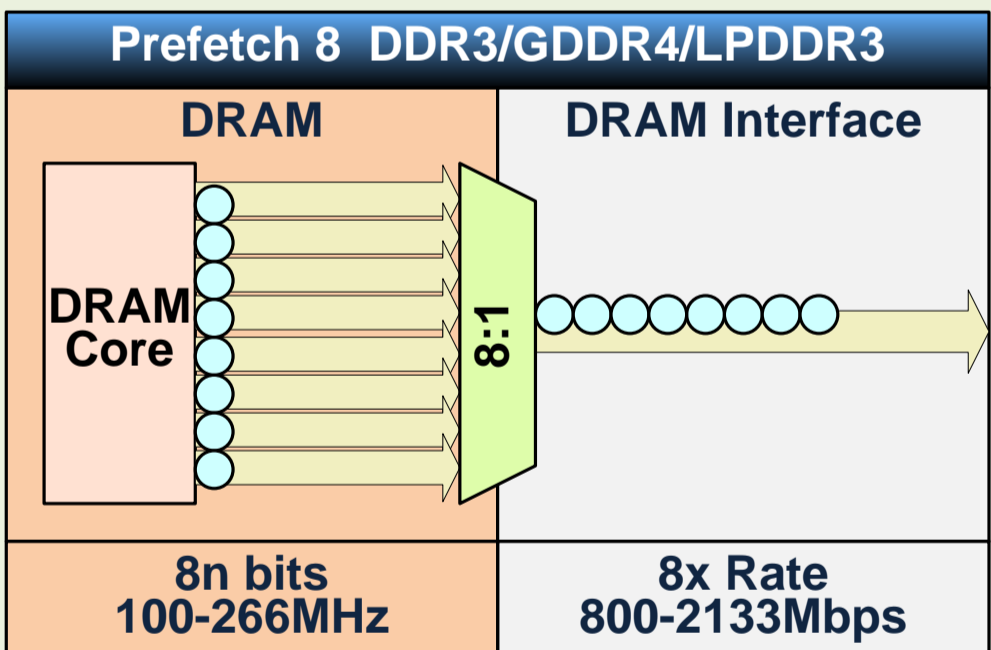 Prefetch 8 DDR3/GDDR4/LPDDR3
DRAM
DRAM Interface
DRAM
Core
8:1
8n bits
100-266MHz
8x Rate
800-2133Mbps